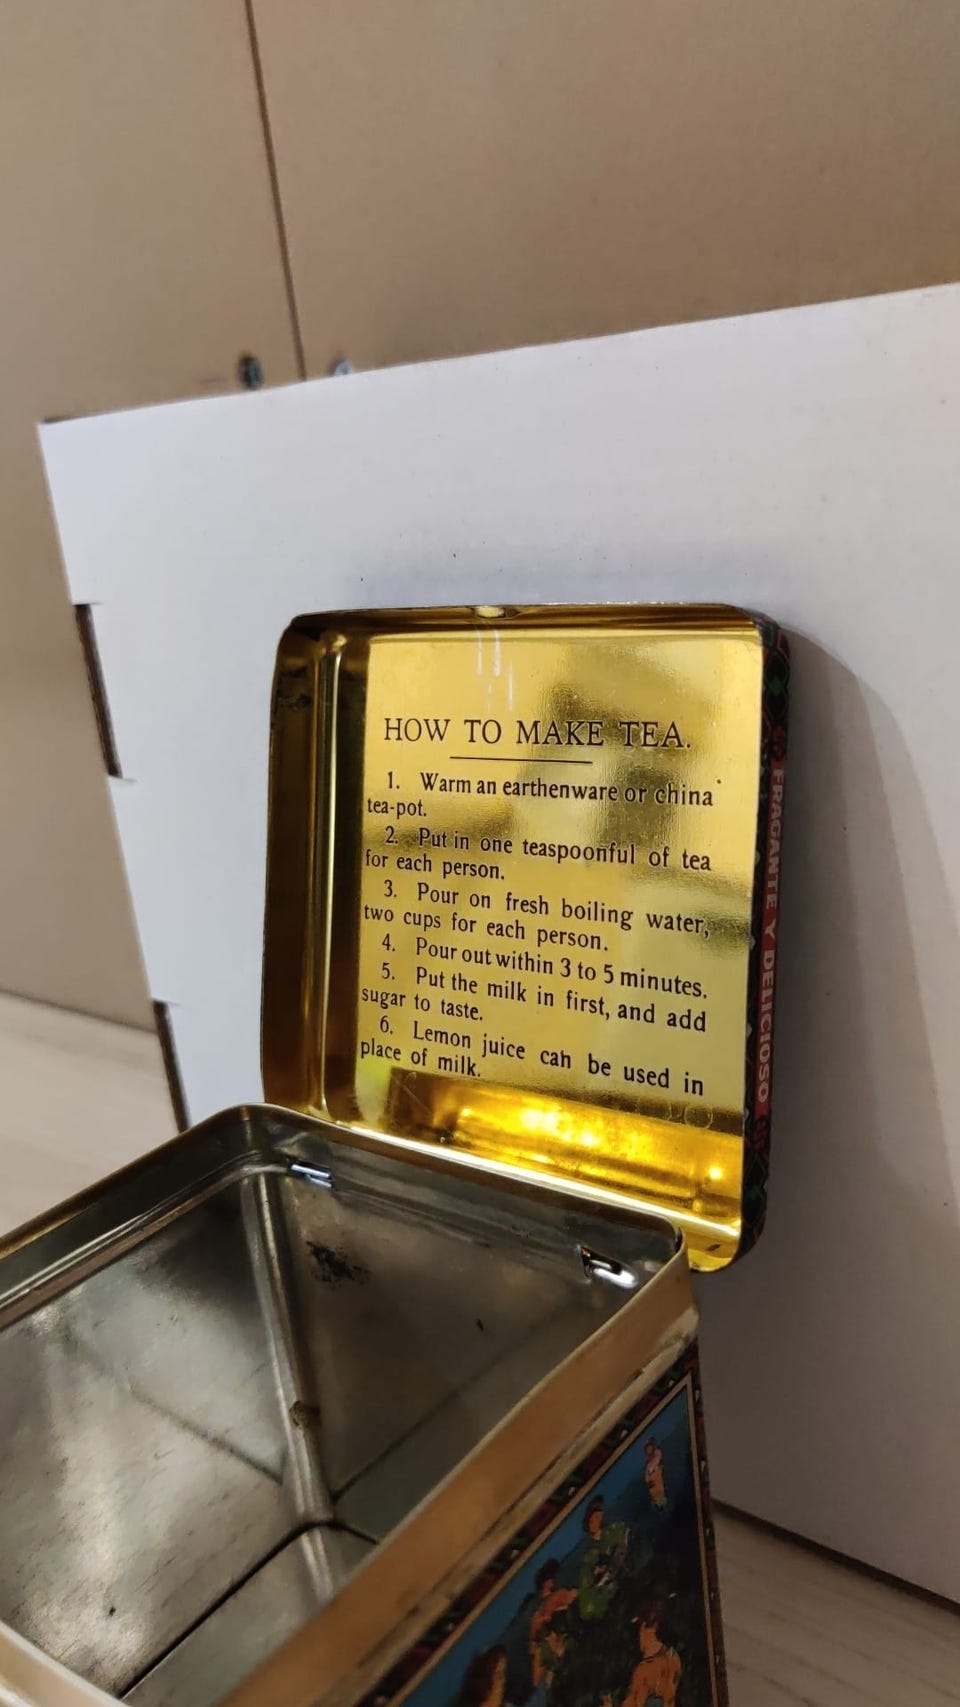 HOW TO MAKE TEA.
1. Warm an earthenware or china
tea-pot.
2. Put in one teaspoonful of tea
for each person.
3. Pour on fresh boiling water,
two cups for each person.
4. Pour out within 3 to 5 minutes.
5. Put the milk in first, and add
sugar to taste.
6. Lemon juice can be used in
place of milk.
FRAGANTE Y DELICIOSO